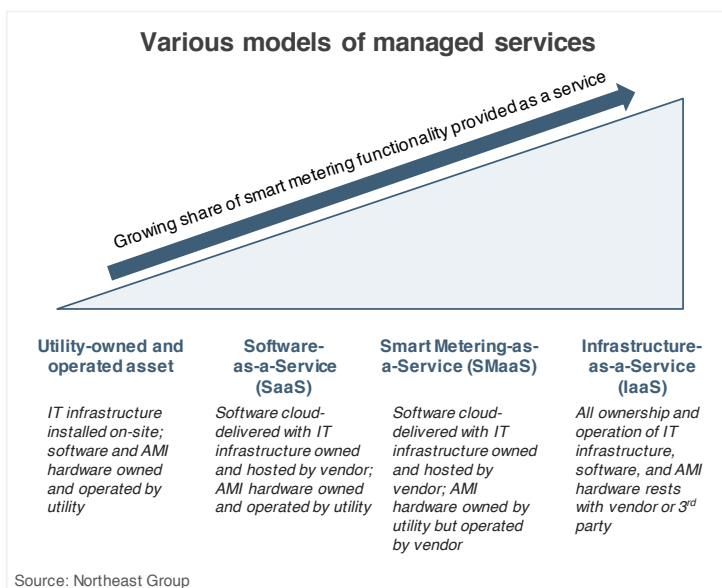 Various models of managed services
Growing share of smart metering functionality provided as a service
Utility-owned and
operated asset
IT infrastructure
installed on-site;
software and AMI
hardware owned
and operated by
utility
Software-
as-a-Service
(SaaS)
Software cloud-
delivered with IT
infrastructure owned
and hosted by vendor;
AMI hardware owned
and operated by utility
Smart Metering-as-
a-Service (SMaaS)
Software cloud-
delivered with IT
infrastructure owned
and hosted by
vendor; AMI
hardware owned by
utility but operated
by vendor
Infrastructure-
as-a-Service
(IaaS)
All ownership and
operation of IT
infrastructure,
software, and AMI
hardware rests
with vendor or 3rd
party
Source: Northeast Group